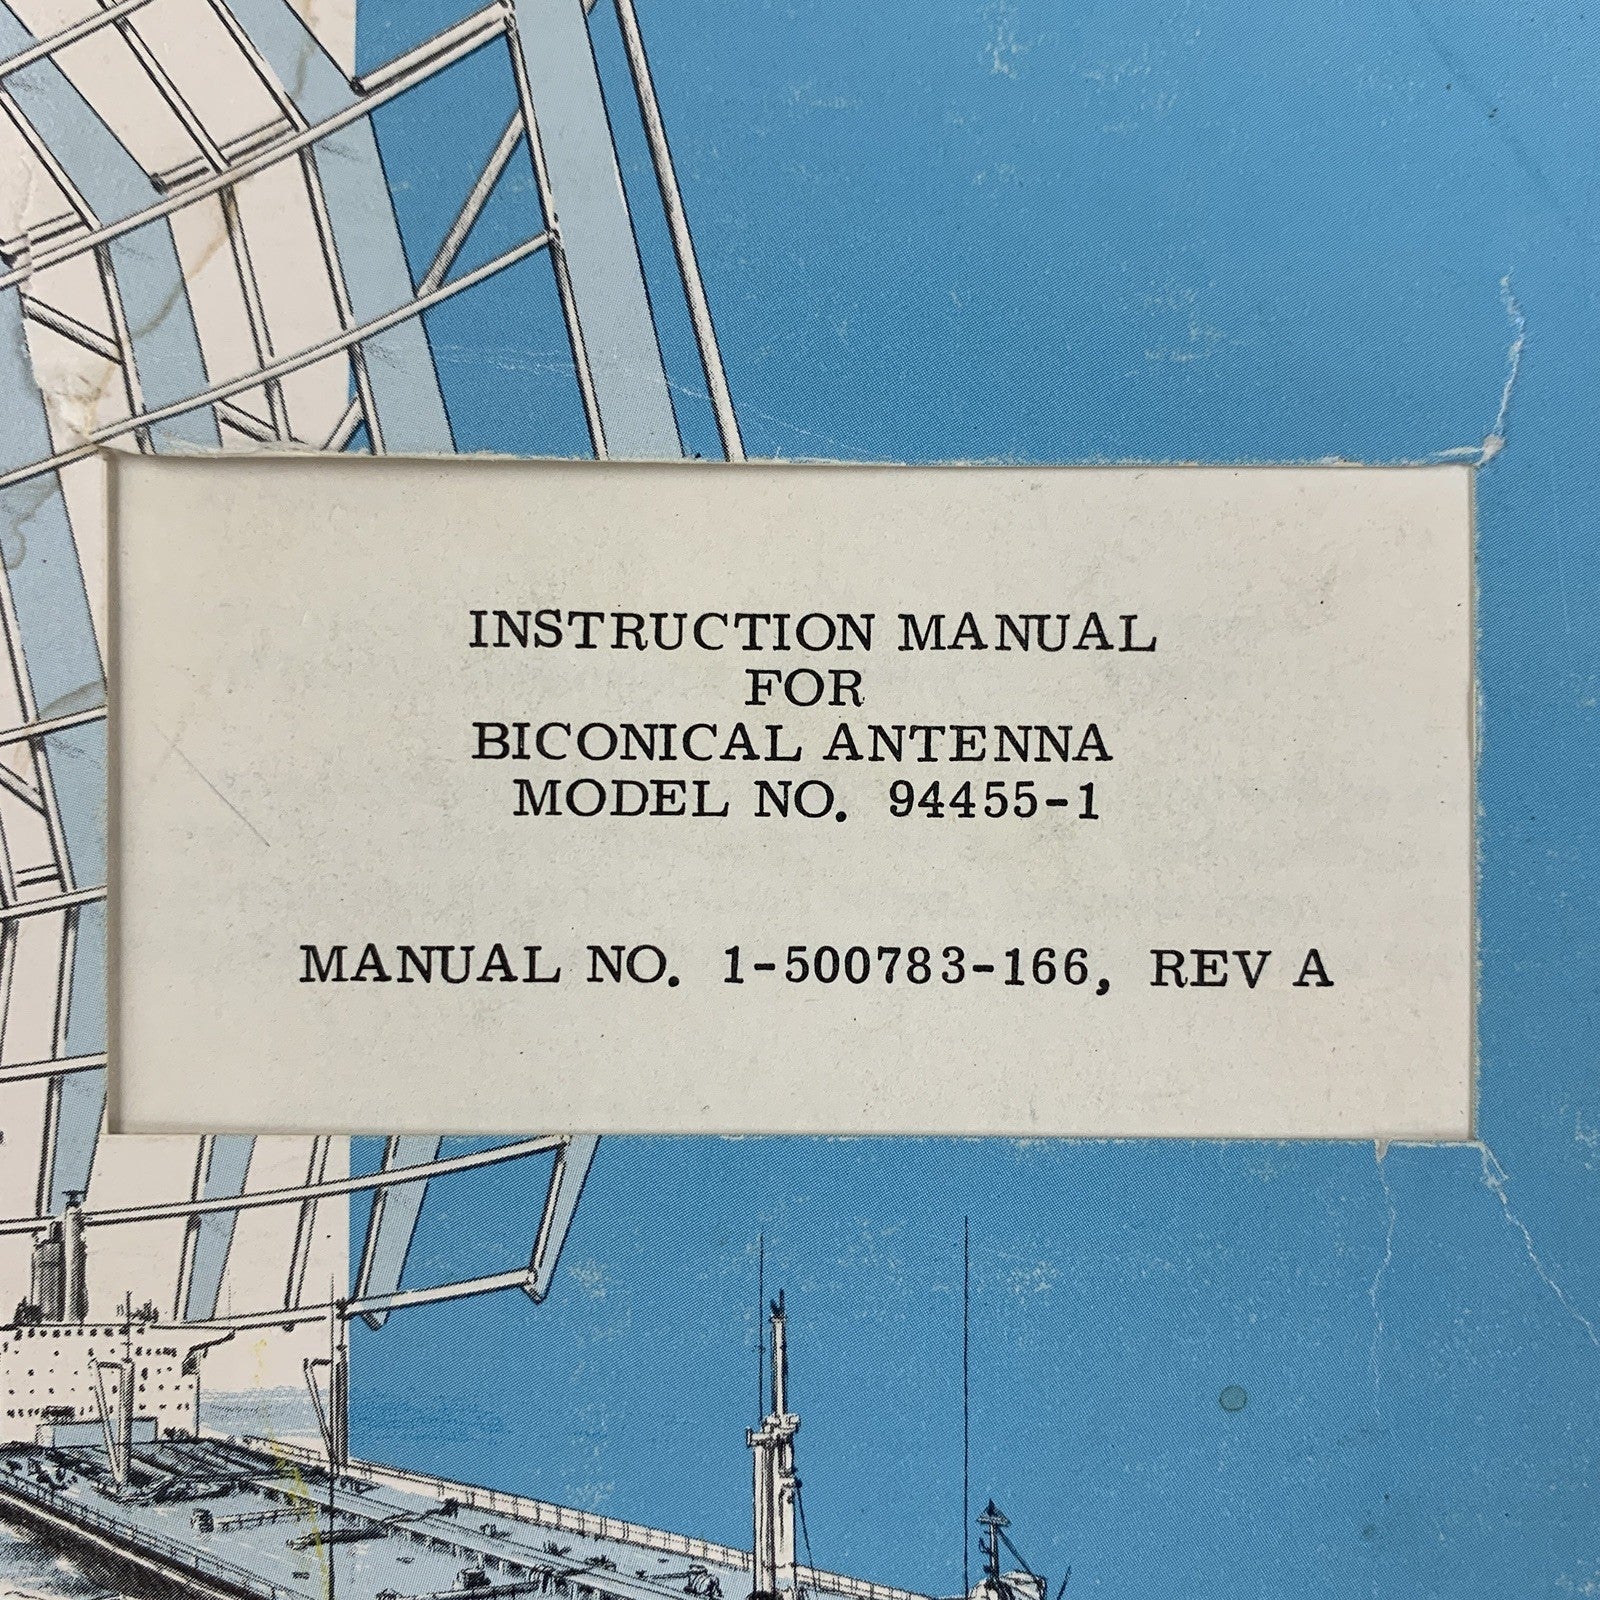 INSTRUCTION MANUAL
FOR
BICONICAL ANTENNA
MODEL NO. 94455-1
MANUAL NO. 1-500783-166, REV A